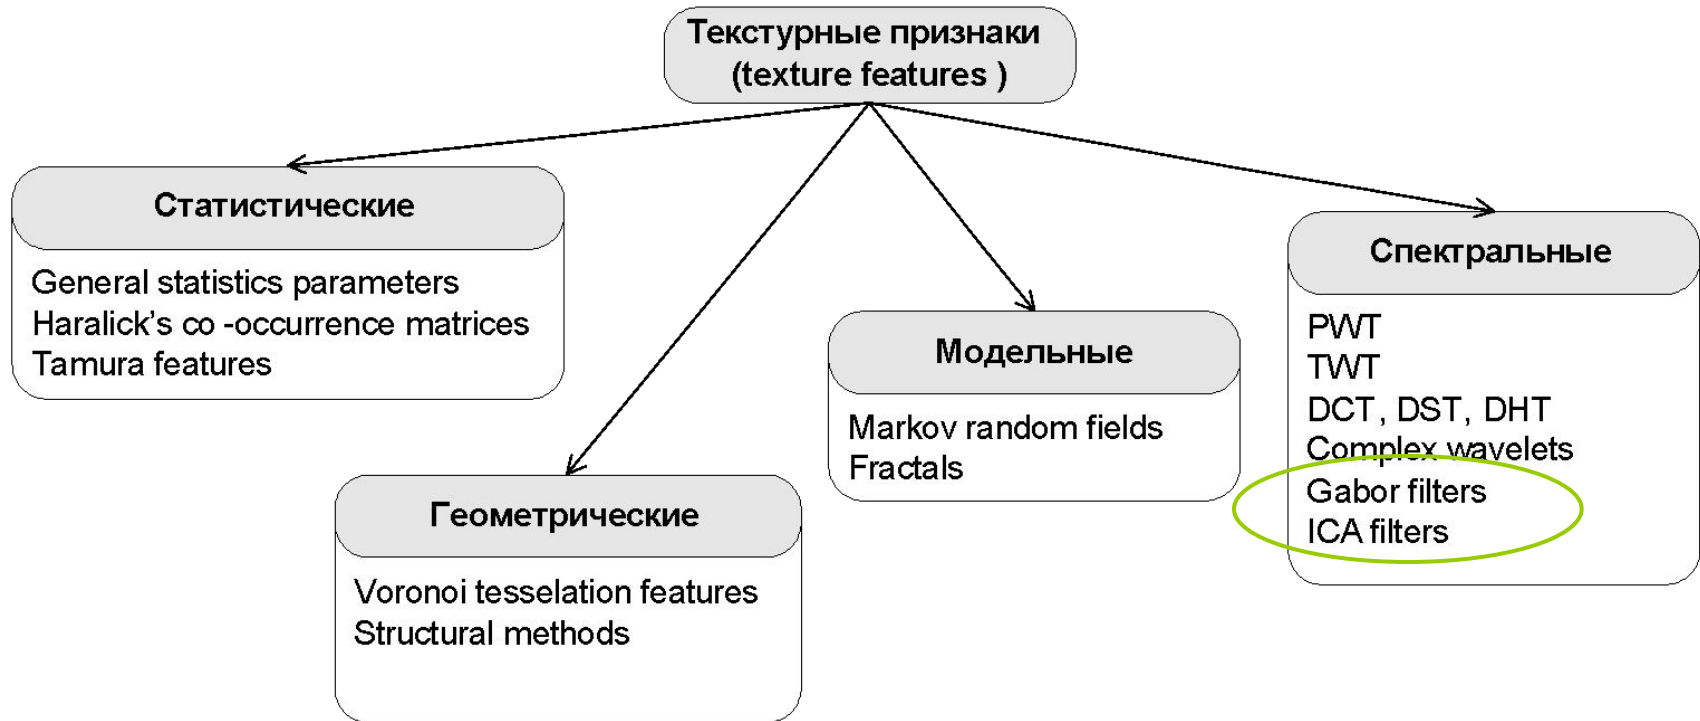 Текстурные признаки
(texture features )
Статистические
General statistics parameters
Haralick’s co -occurrence matrices
Tamura features
Геометрические
Voronoi tesselation features
Structural methods
Модельные
Markov random fields
Fractals
Спектральные
PWT
TWT
DCT , DST, DHT
Complex wavelets
Gabor filters
ICA filters